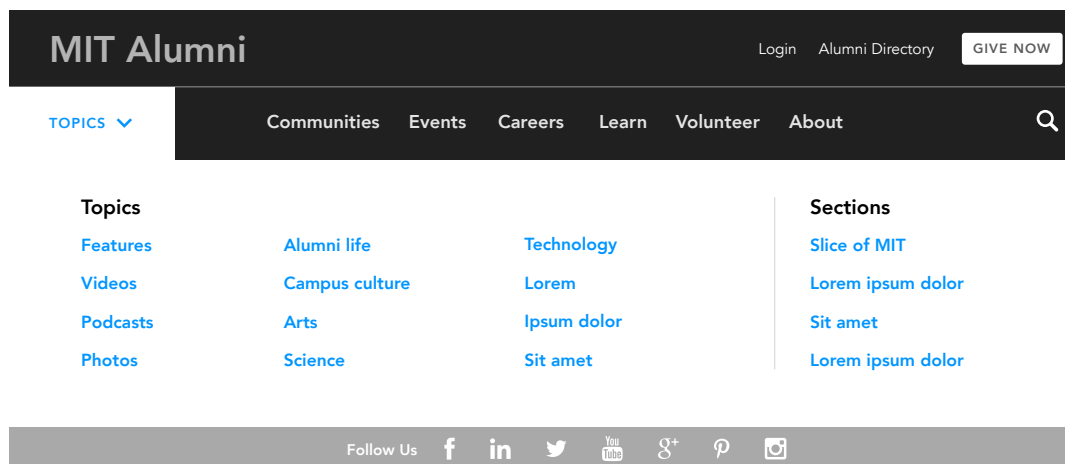 MIT Alumni
Login Alumni Directory GIVE NOW
TOPICS Communities Events Careers Learn Volunteer About
Topics
Features
Videos
Podcasts
Photos
Alumni life
Campus culture
Arts
Science
Technology
Lorem
Ipsum dolor
Sit amet
Sections
Slice of MIT
Lorem ipsum dolor
Sit amet
Lorem ipsum dolor
Follow Us f in You Tube g+